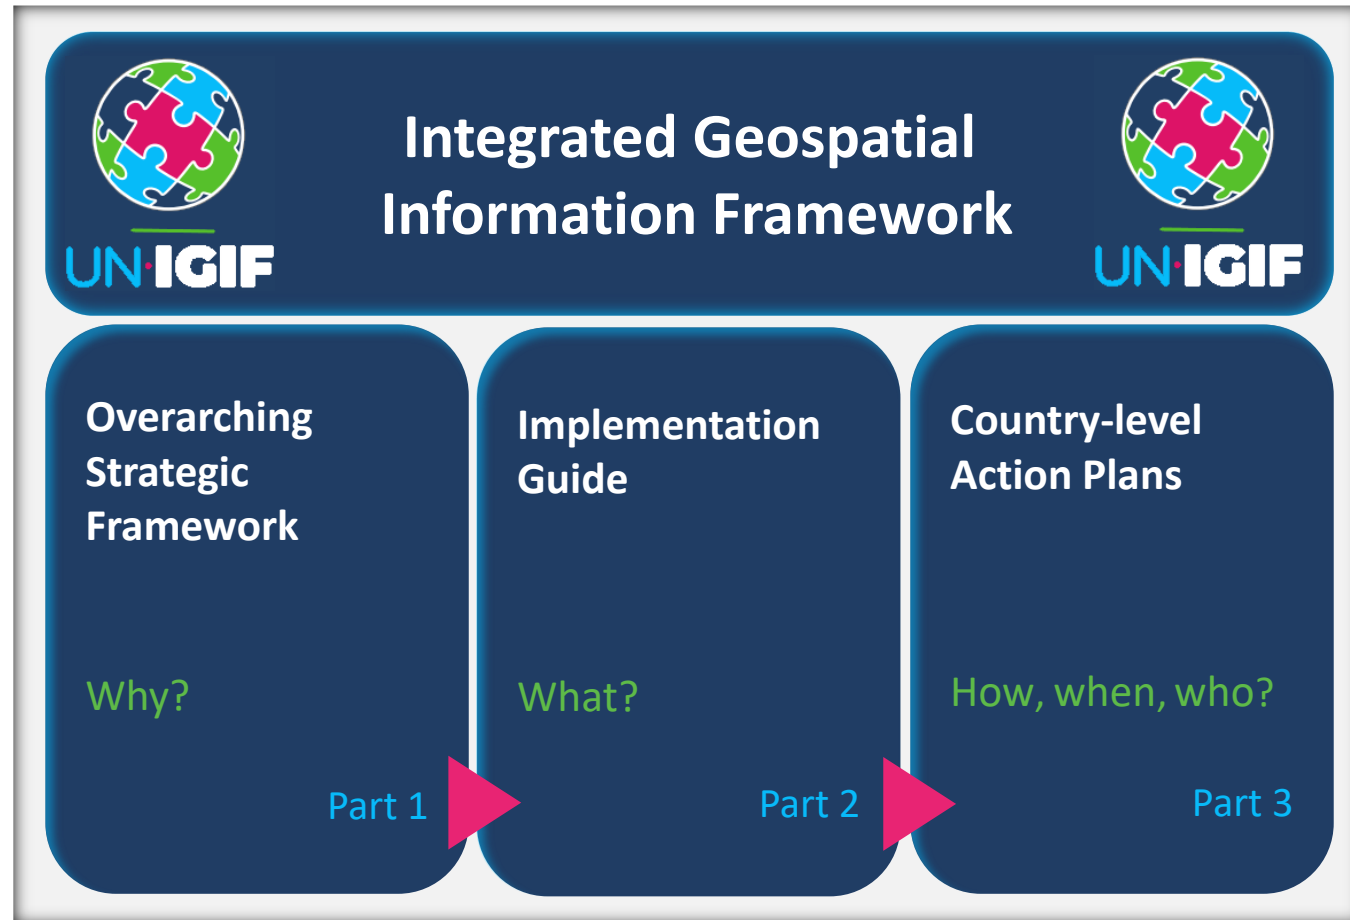 Integrated Geospatial
Information Framework
UN·IGIF
UN·IGIF
Overarching
Strategic
Framework
Why?
Part 1
Implementation
Guide
What?
Part 2
Country-level
Action Plans
How, when, who?
Part 3